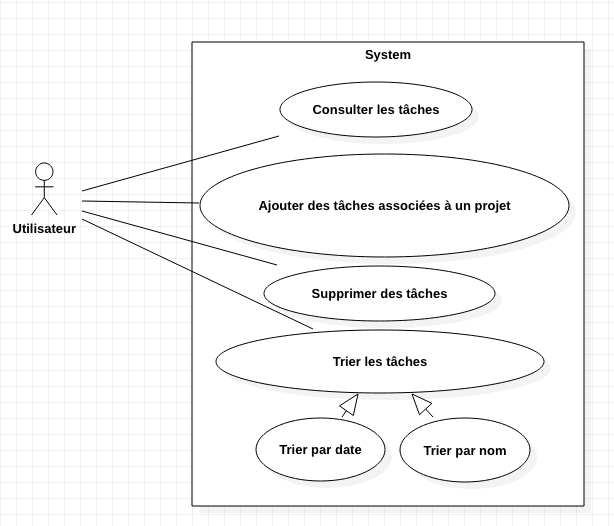 System
Consulter les tâches
Ajouter des tâches associées à un projet
Utilisateur
Supprimer des tâches
Trier les tâches
Trier par date
Trier par nom